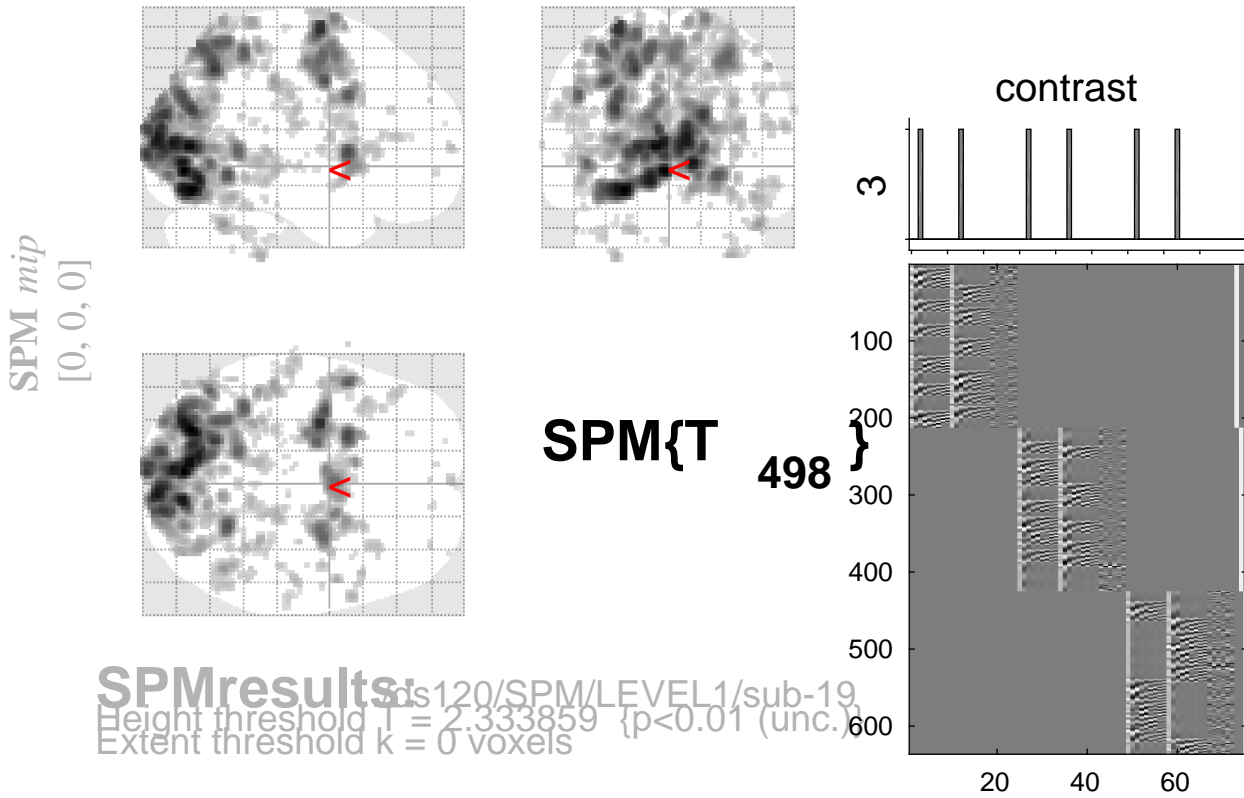 SPM mip
[0, 0, 0]
<
<
<
SPM{T 498 }
contrast
3
100
200
300
400
500
600
20 40 60
SPMresults: /ds120/SPM/LEVEL1/sub-19
Height threshold T = 2.333859 {p<0.01 (unc.)}
Extent threshold k = 0 voxels